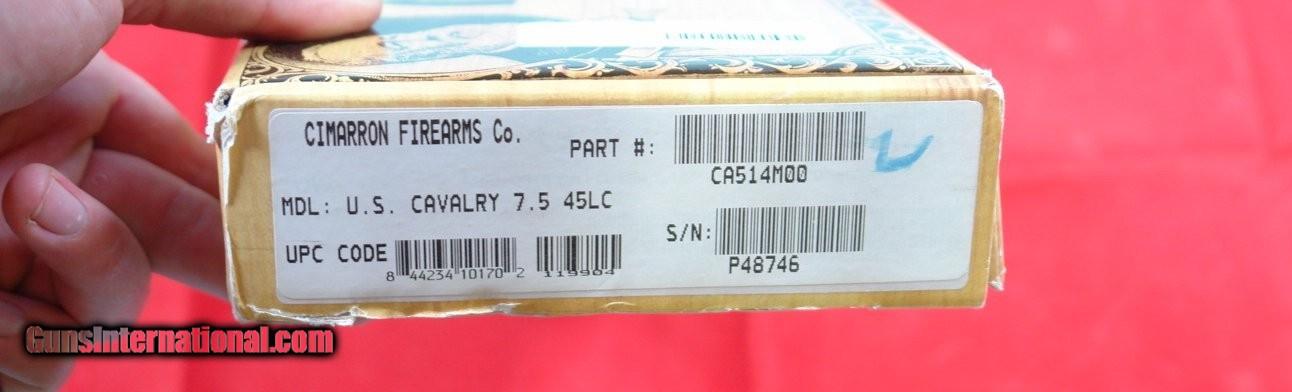 CIMARRON FIREARMS Co.
PART #:
CA514M00
MDL: U.S. CAVALRY 7.5 45LC
S/N:
P48746
UPC CODE
8 44234 10170 2 119904
GunsInternational.com